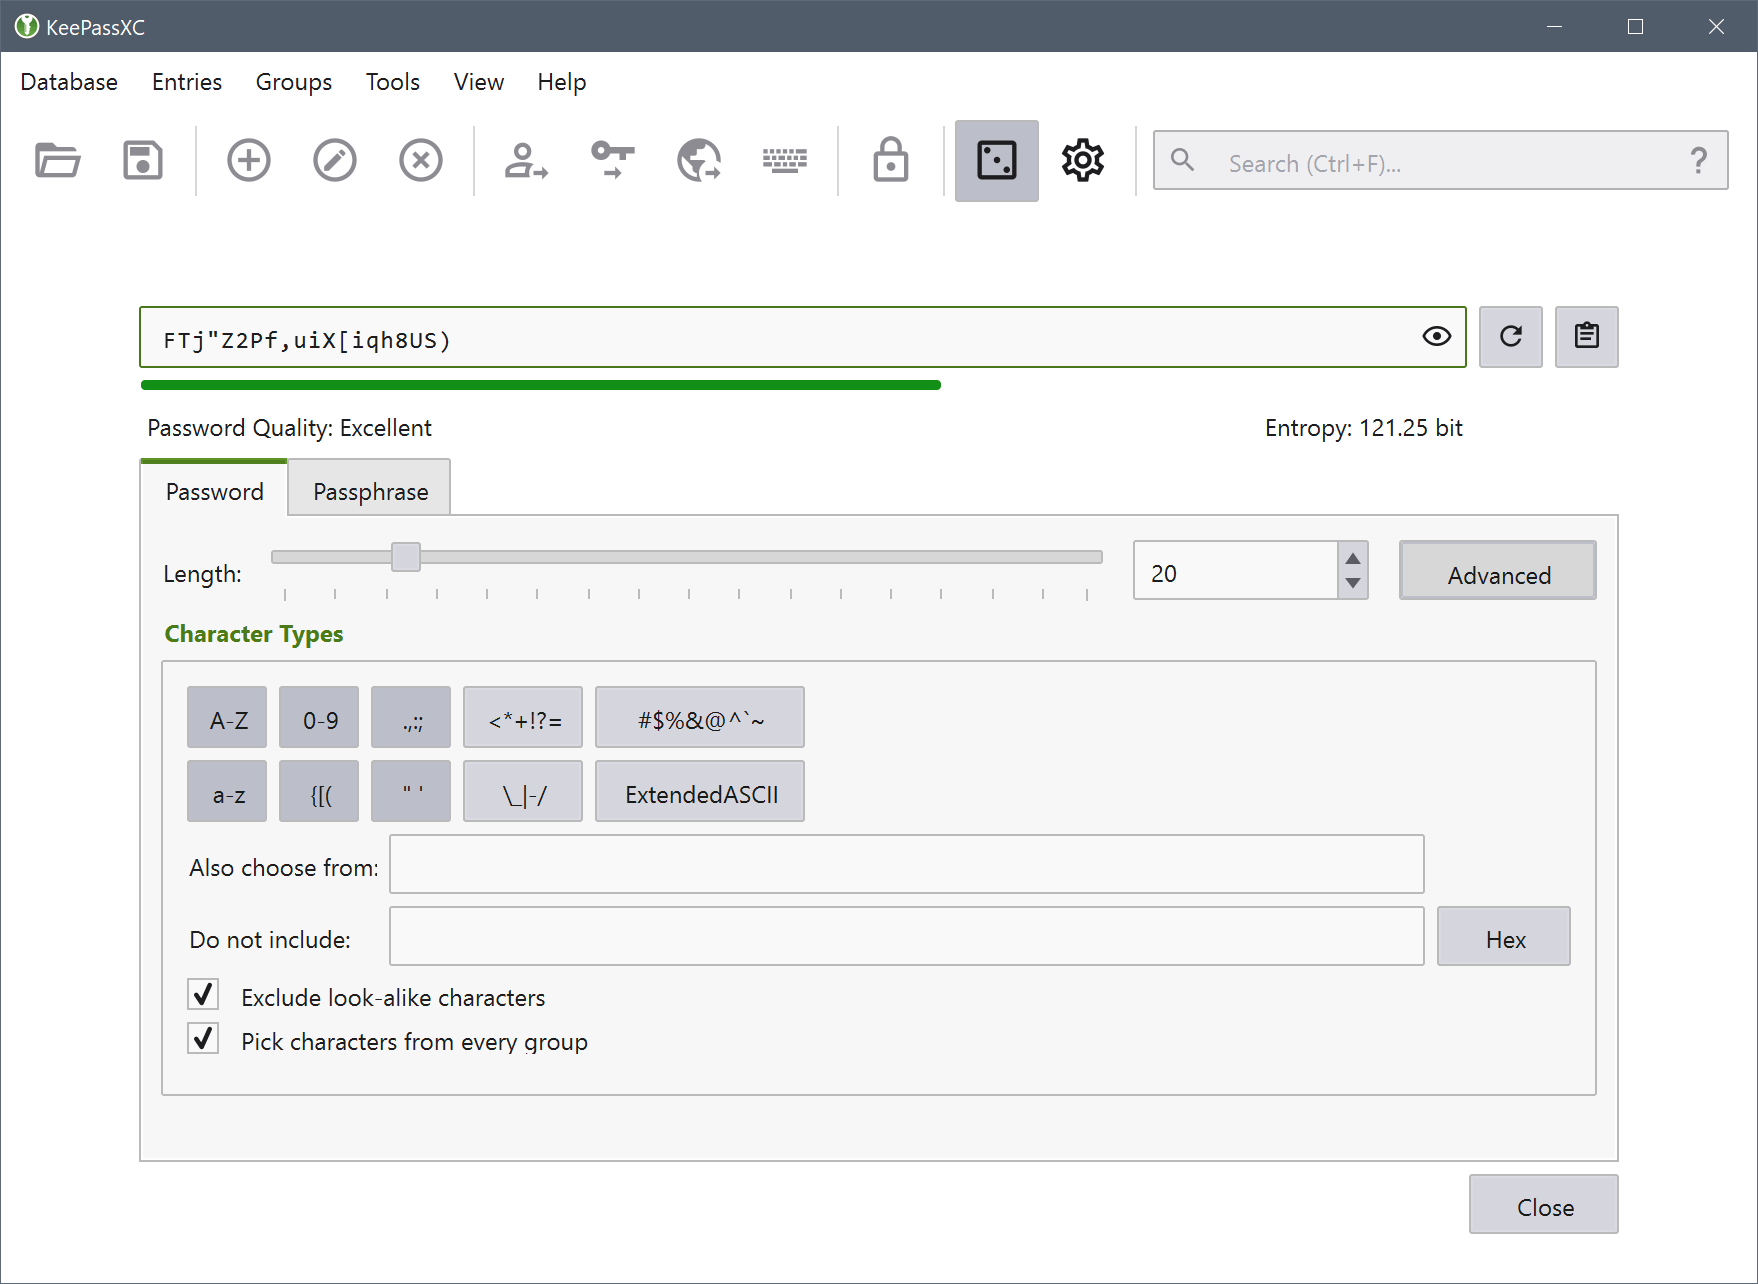 KeePassXC
Database Entries Groups Tools View Help
Search (Ctrl+F)... ?
FTj"Z2Pf,uiX[iqh8US)
Password Quality: Excellent Entropy: 121.25 bit
Password Passphrase
Length: 20 Advanced
Character Types
A-Z 0-9 .,:; <*+!?= #$%&@^`~
a-z {[( " ' \_|-/ ExtendedASCII
Also choose from:
Do not include: Hex
Exclude look-alike characters
Pick characters from every group
Close